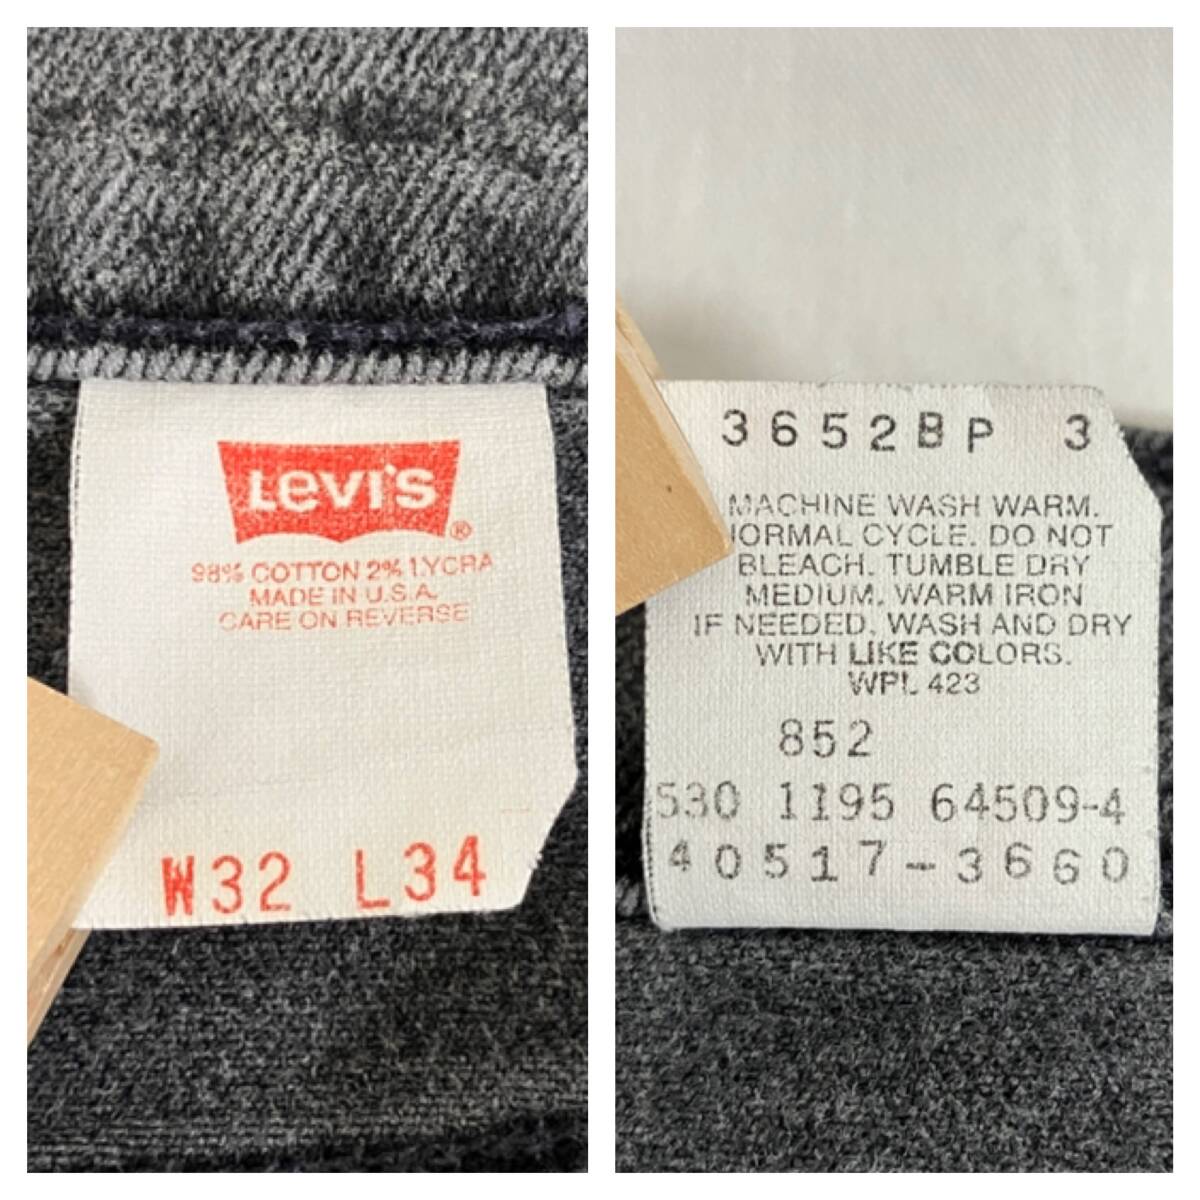 Levi's
®
98% COTTON 2% LYCRA
MADE IN U.S.A.
CARE ON REVERSE
W32 L34
3652BP 3
MACHINE WASH WARM.
NORMAL CYCLE. DO NOT
BLEACH. TUMBLE DRY
MEDIUM. WARM IRON
IF NEEDED. WASH AND DRY
WITH LIKE COLORS.
WPL 423
852
530 1195 64509-4
40517-3660